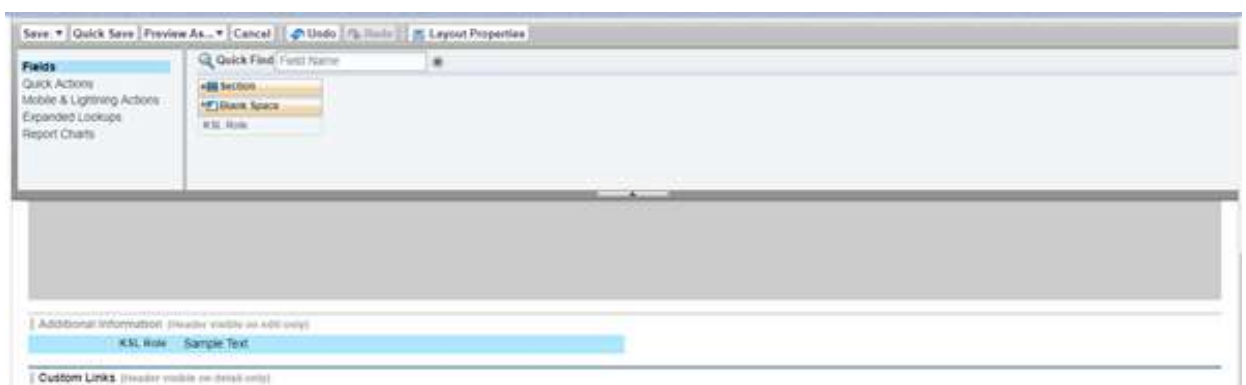 Save ▼ Quick Save Preview As... ▼ Cancel Undo Redo Layout Properties
Fields
Quick Actions
Mobile & Lightning Actions
Expanded Lookups
Report Charts
Quick Find Field Name
Section
Blank Space
KSL Role
Additional Information (Header visible on edit only)
KSL Role Sample Text
Custom Links (Header visible on detail only)